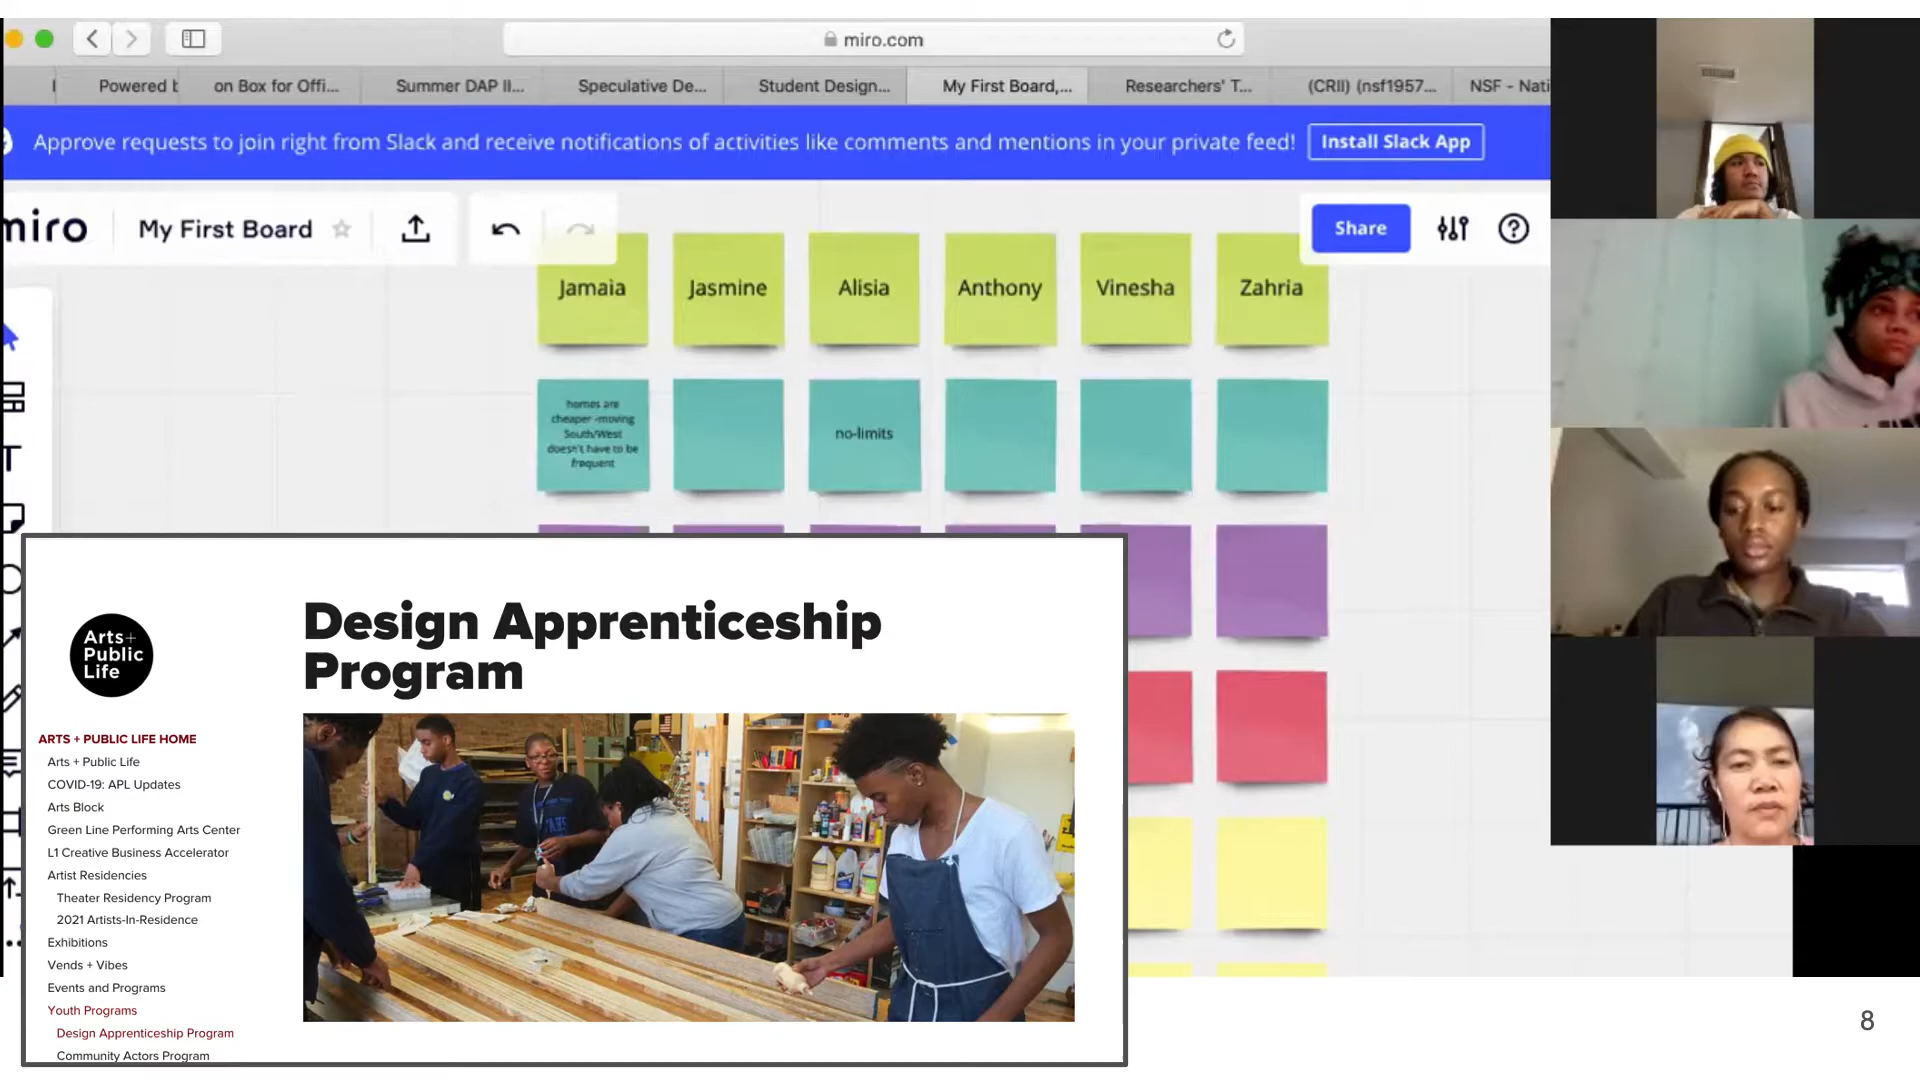 miro.com
Powered b
on Box for Offi...
Summer DAP II...
Speculative De...
Student Design...
My First Board,...
Researchers' T...
(CRII) (nsf1957...
NSF - Nati
Approve requests to join right from Slack and receive notifications of activities like comments and mentions in your private feed!
Install Slack App
miro
My First Board
Share
Jamaia
Jasmine
Alisia
Anthony
Vinesha
Zahria
homes are
cheaper -moving
South/West
doesn't have to be
frequent
no-limits
Arts+
Public
Life
Design Apprenticeship
Program
ARTS + PUBLIC LIFE HOME
Arts + Public Life
COVID-19: APL Updates
Arts Block
Green Line Performing Arts Center
L1 Creative Business Accelerator
Artist Residencies
Theater Residency Program
2021 Artists-In-Residence
Exhibitions
Vends + Vibes
Events and Programs
Youth Programs
Design Apprenticeship Program
Community Actors Program
8